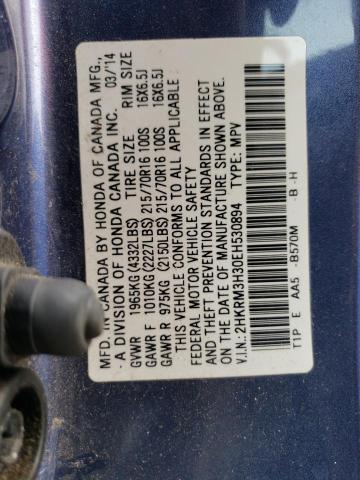 MFD. IN CANADA BY HONDA OF CANADA MFG.,
- A DIVISION OF HONDA CANADA INC. 03/'14
GVWR 1965KG (4332LBS) TIRE SIZE RIM SIZE
GAWR F 1010KG (2227LBS) 215/70R16 100S 16X6.5J
GAWR R 975KG (2150LBS) 215/70R16 100S 16X6.5J
THIS VEHICLE CONFORMS TO ALL APPLICABLE
FEDERAL MOTOR VEHICLE SAFETY
AND THEFT PREVENTION STANDARDS IN EFFECT
ON THE DATE OF MANUFACTURE SHOWN ABOVE.
V.I.N.: 2HKRM3H30EH530894 TYPE: MPV
T1P E AA5 -B570M -B -H